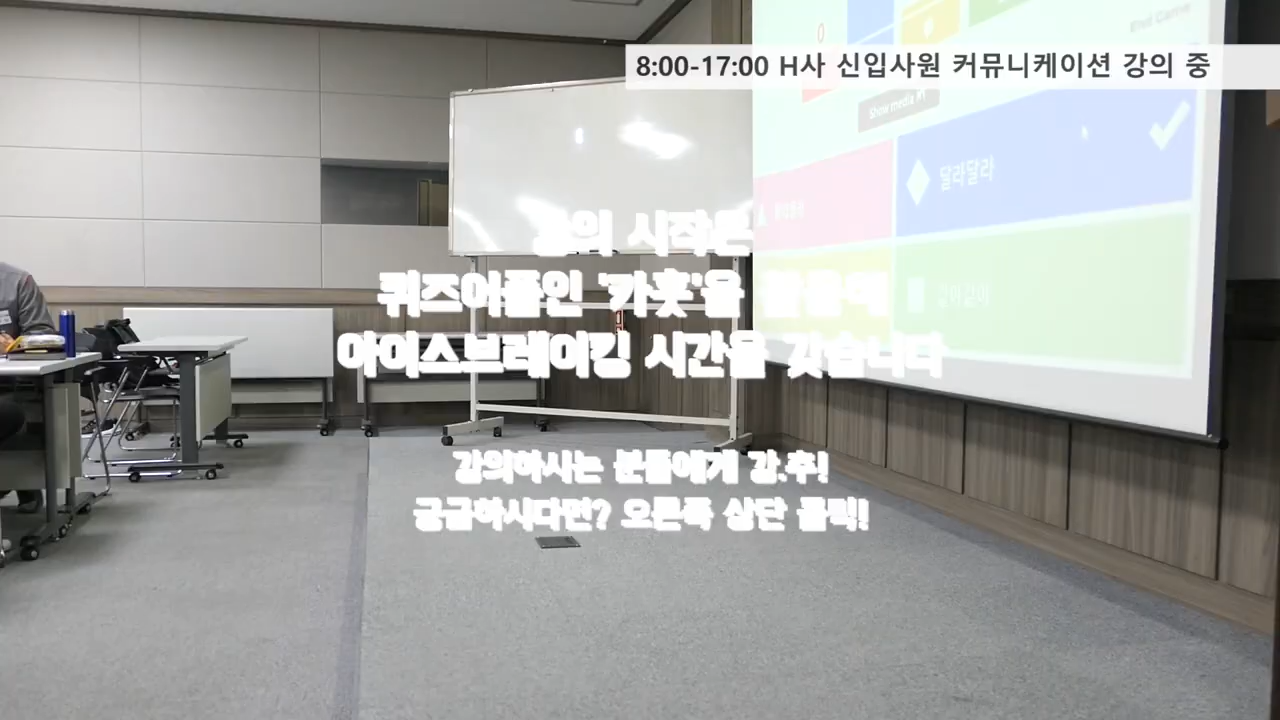 8:00-17:00 H사 신입사원 커뮤니케이션 강의 중
End Game
Show media
달라달라
강의 시작은
퀴즈어플인 '카훗'을 활용해
아이스브레이킹 시간을 갖습니다
강의하시는 분들에게 강.추!
궁금하시다면? 오른쪽 상단 클릭!